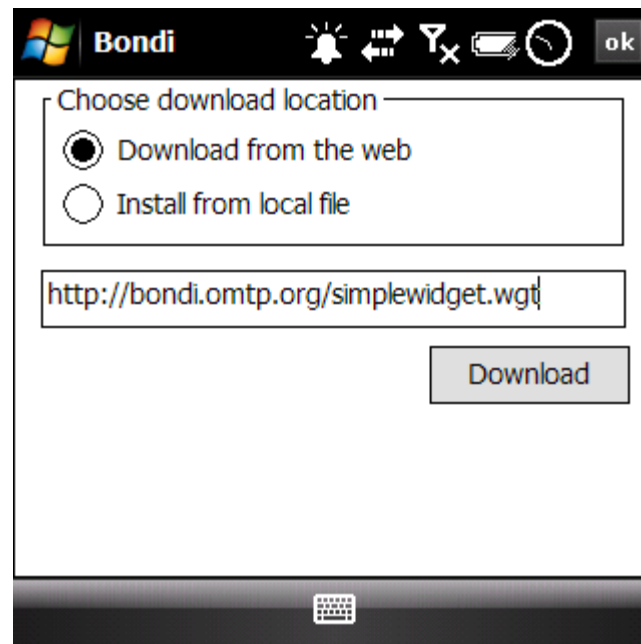 Bondi
ok
Choose download location
Download from the web
Install from local file
http://bondi.omtp.org/simplewidget.wgt
Download